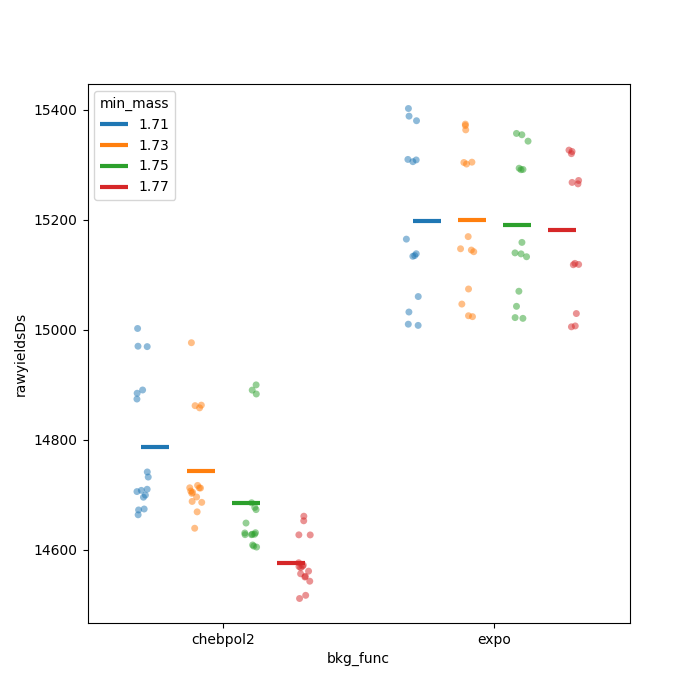 15400
15200
15000
14800
14600
rawyieldsDs
min_mass
1.71
1.73
1.75
1.77
chebpol2
expo
bkg_func